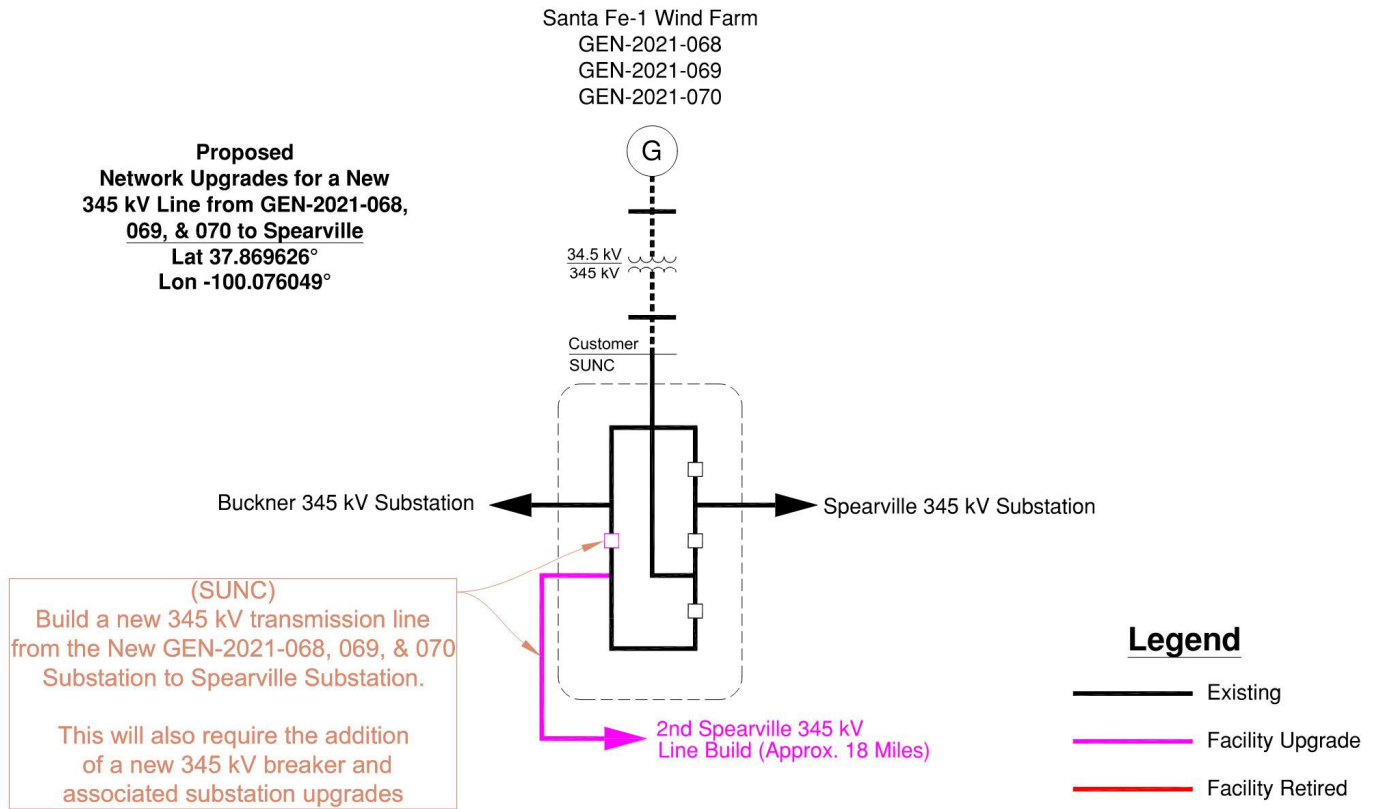 Santa Fe-1 Wind Farm
GEN-2021-068
GEN-2021-069
GEN-2021-070
G
Proposed
Network Upgrades for a New
345 kV Line from GEN-2021-068,
069, & 070 to Spearville
Lat 37.869626°
Lon -100.076049°
34.5 kV
345 kV
Customer
SUNC
Buckner 345 kV Substation
Spearville 345 kV Substation
(SUNC)
Build a new 345 kV transmission line
from the New GEN-2021-068, 069, & 070
Substation to Spearville Substation.
This will also require the addition
of a new 345 kV breaker and
associated substation upgrades
2nd Spearville 345 kV
Line Build (Approx. 18 Miles)
Legend
Existing
Facility Upgrade
Facility Retired